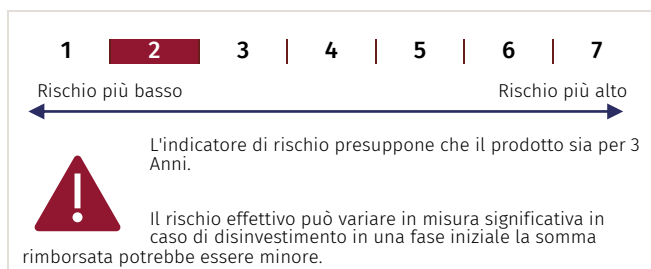 1 2 3 4 5 6 7
Rischio più basso Rischio più alto
L'indicatore di rischio presuppone che il prodotto sia per 3
Anni.
Il rischio effettivo può variare in misura significativa in
caso di disinvestimento in una fase iniziale la somma
rimborsata potrebbe essere minore.